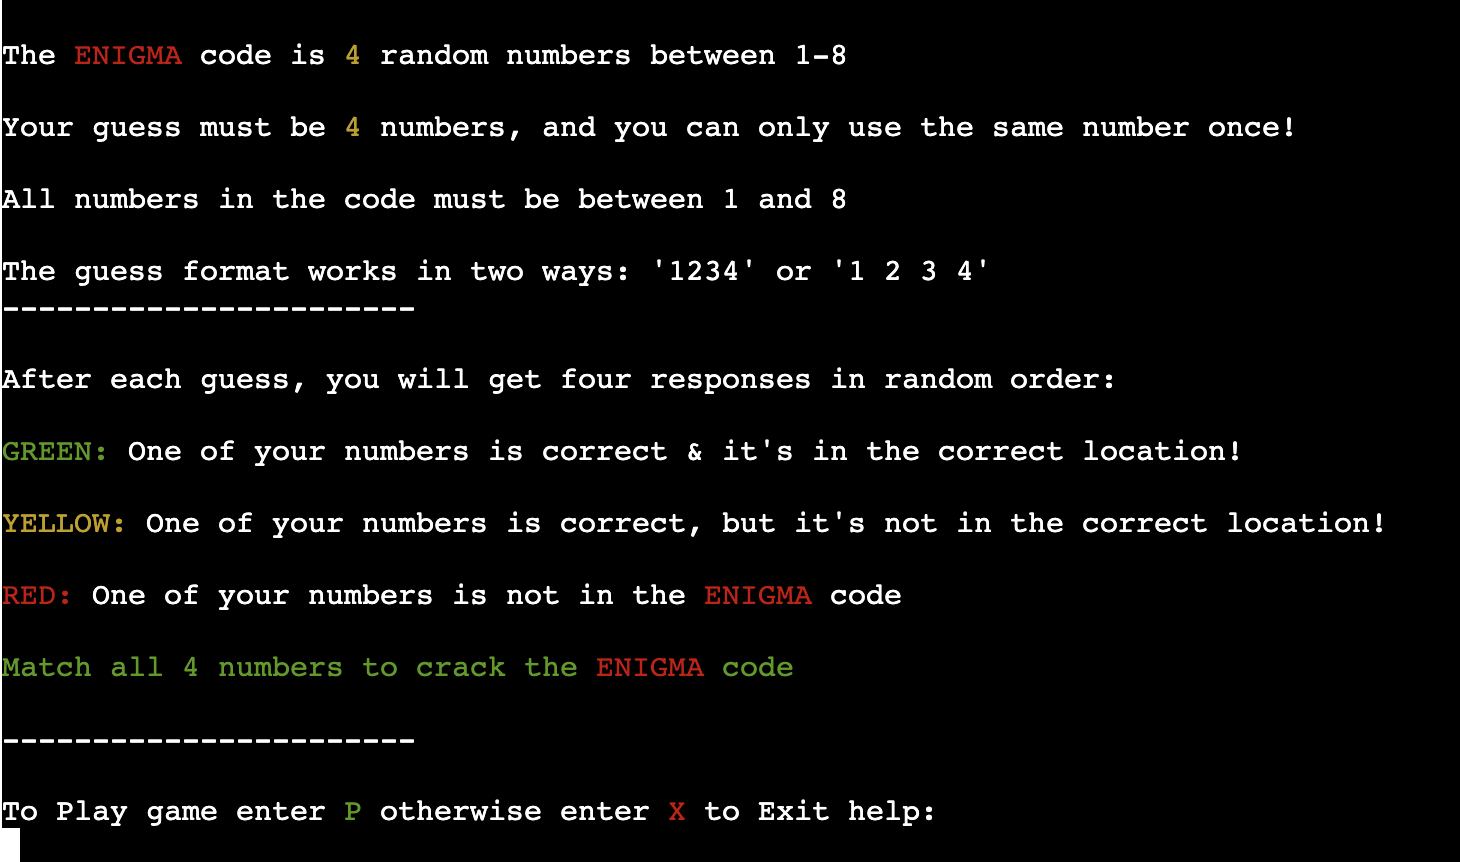 The ENIGMA code is 4 random numbers between 1-8
Your guess must be 4 numbers, and you can only use the same number once!
All numbers in the code must be between 1 and 8
The guess format works in two ways: '1234' or '1 2 3 4'
-----------------------
After each guess, you will get four responses in random order:
GREEN: One of your numbers is correct & it's in the correct location!
YELLOW: One of your numbers is correct, but it's not in the correct location!
RED: One of your numbers is not in the ENIGMA code
Match all 4 numbers to crack the ENIGMA code
-----------------------
To Play game enter P otherwise enter X to Exit help: